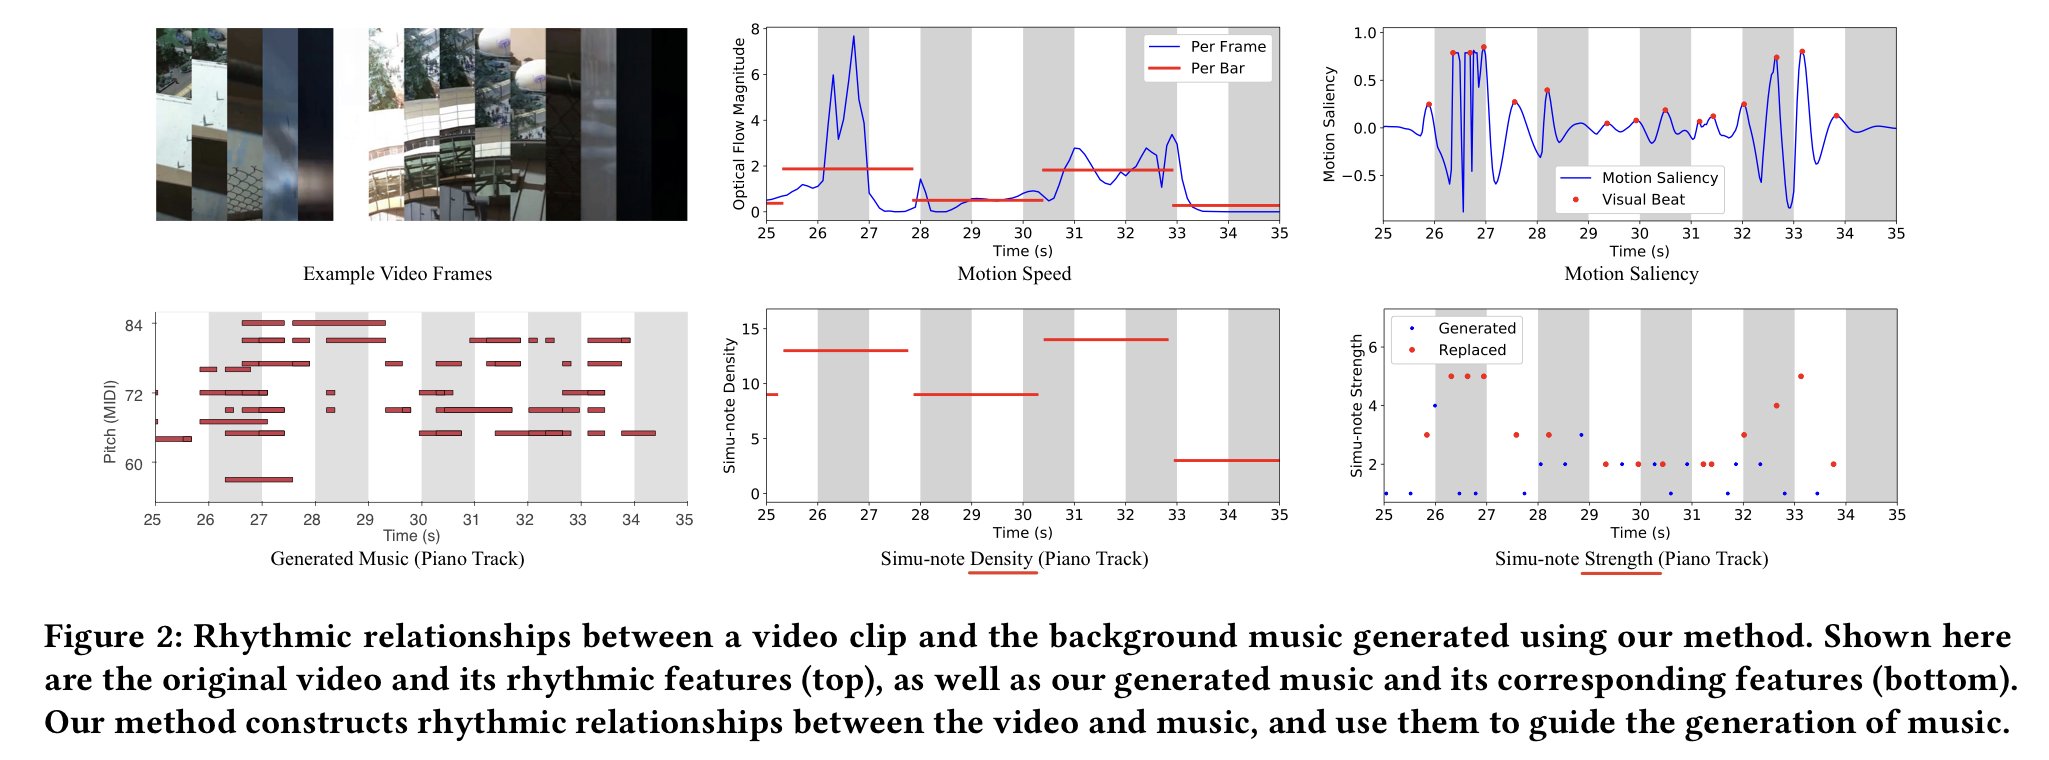 8
6
4
2
0
Optical Flow Magnitude
Per Frame
Per Bar
25 26 27 28 29 30 31 32 33 34 35
Time (s)
1.0
0.5
0.0
−0.5
Motion Saliency
Motion Saliency
Visual Beat
25 26 27 28 29 30 31 32 33 34 35
Time (s)
Example Video Frames
Motion Speed
Motion Saliency
84
72
60
Pitch (MIDI)
25 26 27 28 29 30 31 32 33 34 35
Time (s)
15
10
5
0
Simu-note Density
25 26 27 28 29 30 31 32 33 34 35
Time (s)
6
4
2
Simu-note Strength
Generated
Replaced
25 26 27 28 29 30 31 32 33 34 35
Time (s)
Generated Music (Piano Track)
Simu-note Density (Piano Track)
Simu-note Strength (Piano Track)
Figure 2: Rhythmic relationships between a video clip and the background music generated using our method. Shown here
are the original video and its rhythmic features (top), as well as our generated music and its corresponding features (bottom).
Our method constructs rhythmic relationships between the video and music, and use them to guide the generation of music.